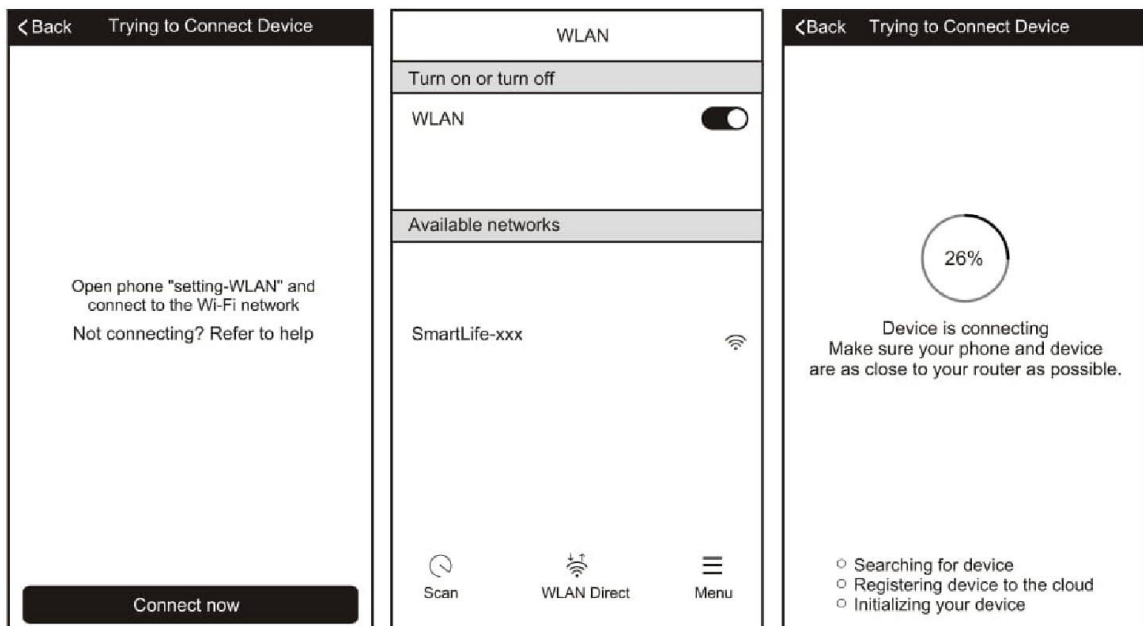 Back Trying to Connect Device
Open phone "setting-WLAN" and
connect to the Wi-Fi network
Not connecting? Refer to help
Connect now
WLAN
Turn on or turn off
WLAN
Available networks
SmartLife-xxx
Scan WLAN Direct Menu
Back Trying to Connect Device
26%
Device is connecting
Make sure your phone and device
are as close to your router as possible.
Searching for device
Registering device to the cloud
Initializing your device